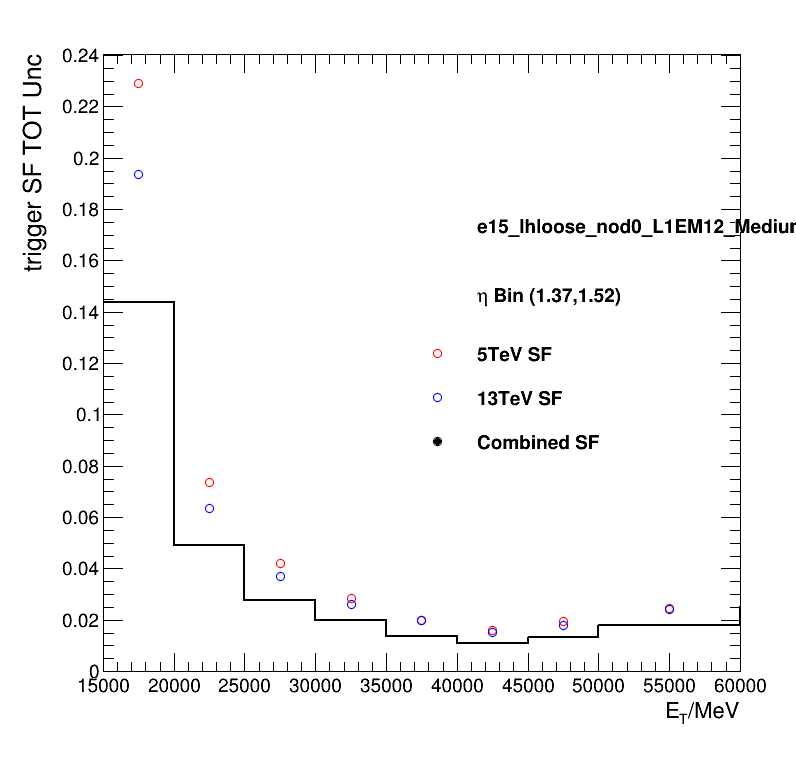 trigger SF TOT Unc
0.24
0.22
0.2
0.18
0.16
0.14
0.12
0.1
0.08
0.06
0.04
0.02
0
e15_lhloose_nod0_L1EM12_Medium
η Bin (1.37,1.52)
5TeV SF
13TeV SF
Combined SF
15000 20000 25000 30000 35000 40000 45000 50000 55000 60000
E_T/MeV